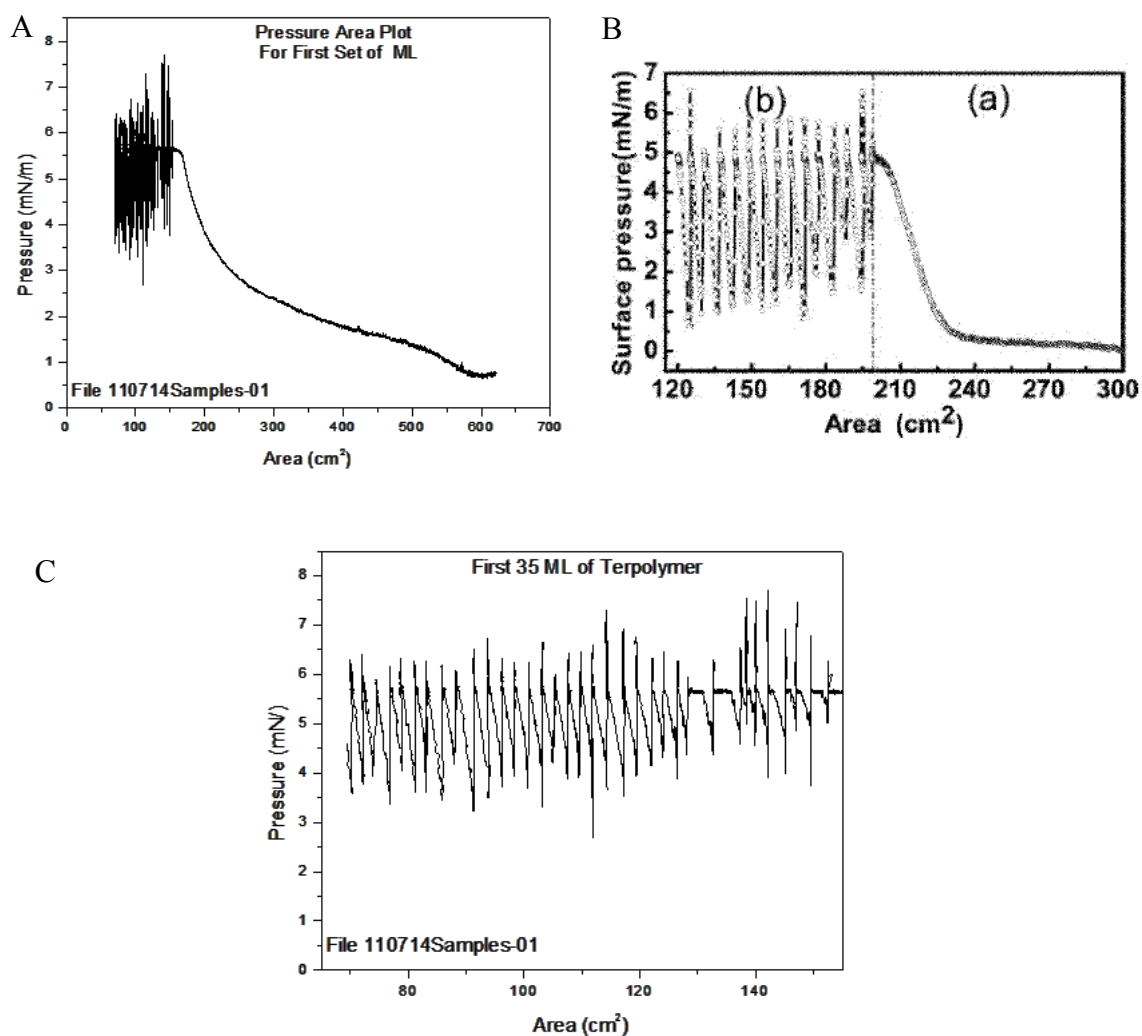 A
Pressure Area Plot
For First Set of ML
8
7
6
5
4
3
2
1
0
Pressure (mN/m)
File 110714Samples-01
0 100 200 300 400 500 600 700
Area (cm²)
B
7
6
5
4
3
2
1
0
Surface pressure(mN/m)
(b) (a)
120 150 180 210 240 270 300
Area (cm²)
C
First 35 ML of Terpolymer
8
7
6
5
4
3
2
1
0
Pressure (mN/)
File 110714Samples-01
80 100 120 140
Area (cm²)